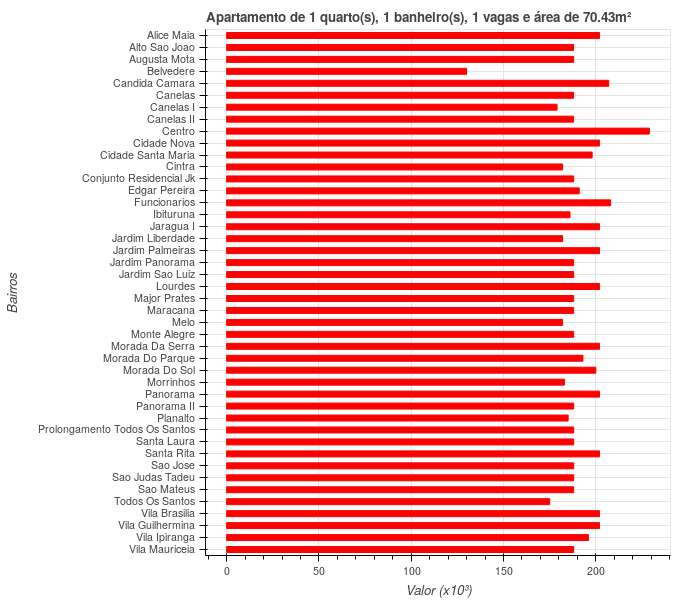 Apartamento de 1 quarto(s), 1 banheiro(s), 1 vagas e área de 70.43m²
Alice Maia
Alto Sao Joao
Augusta Mota
Belvedere
Candida Camara
Canelas
Canelas I
Canelas II
Centro
Cidade Nova
Cidade Santa Maria
Cintra
Conjunto Residencial Jk
Edgar Pereira
Funcionarios
Ibituruna
Jaragua I
Jardim Liberdade
Jardim Palmeiras
Jardim Panorama
Jardim Sao Luiz
Lourdes
Major Prates
Maracana
Melo
Monte Alegre
Morada Da Serra
Morada Do Parque
Morada Do Sol
Morrinhos
Panorama
Panorama II
Planalto
Prolongamento Todos Os Santos
Santa Laura
Santa Rita
Sao Jose
Sao Judas Tadeu
Sao Mateus
Todos Os Santos
Vila Brasilia
Vila Guilhermina
Vila Ipiranga
Vila Mauriceia
Bairros
0 50 100 150 200
Valor (x10³)